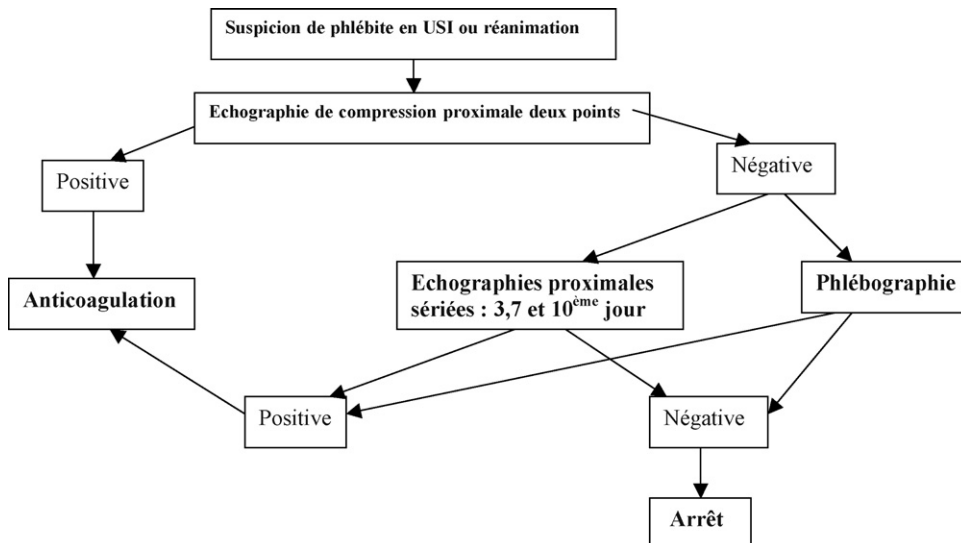 Suspicion de phlébite en USI ou réanimation
Echographie de compression proximale deux points
Positive
Négative
Anticoagulation
Echographies proximales
sériées : 3,7 et 10ème jour
Phlébographie
Positive
Négative
Arrêt